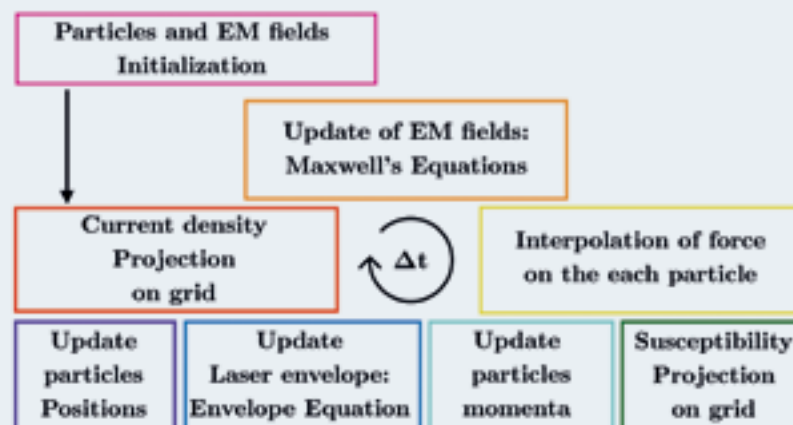 Particles and EM fields
Initialization
Update of EM fields:
Maxwell's Equations
Current density
Projection
on grid
Δt
Interpolation of force
on the each particle
Update
particles
Positions
Update
Laser envelope:
Envelope Equation
Update
particles
momenta
Susceptibility
Projection
on grid